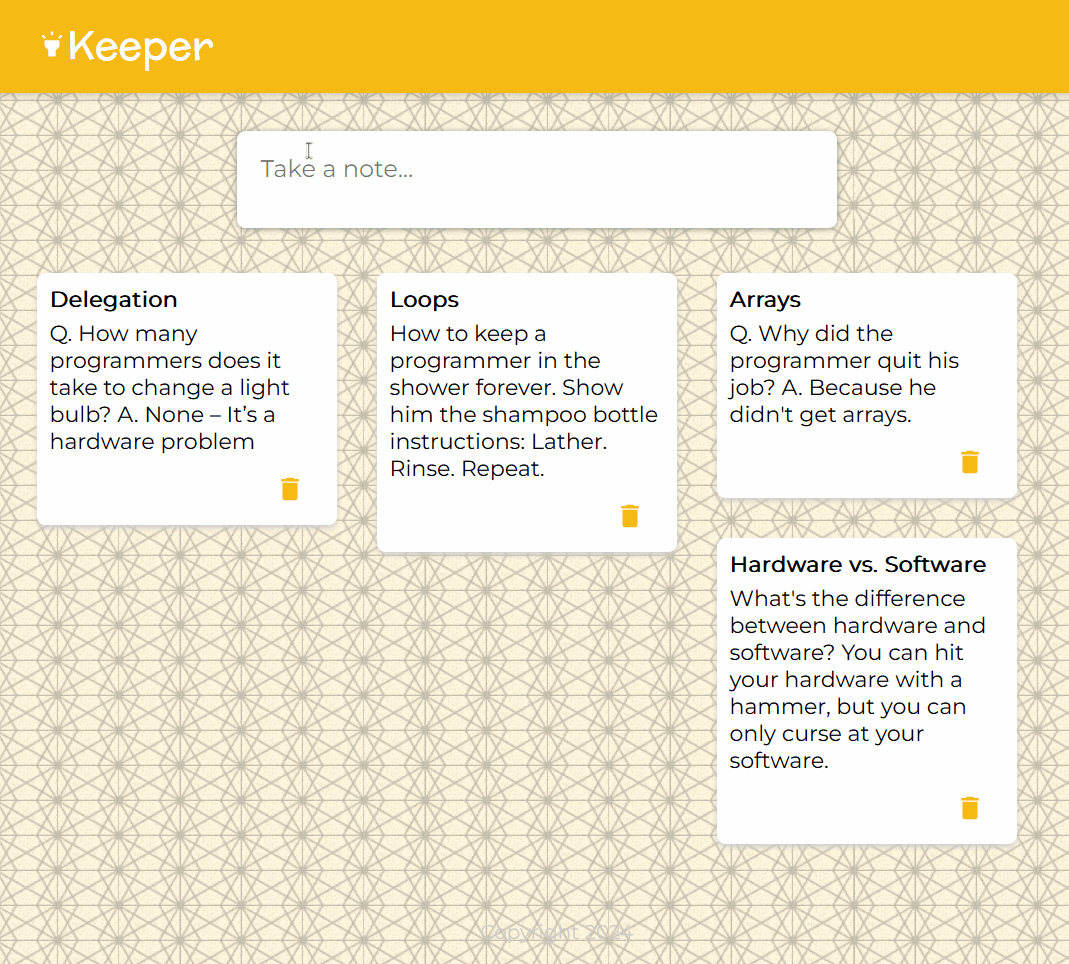 Keeper
Take a note...
Delegation
Q. How many
programmers does it
take to change a light
bulb? A. None – It’s a
hardware problem
Loops
How to keep a
programmer in the
shower forever. Show
him the shampoo bottle
instructions: Lather.
Rinse. Repeat.
Arrays
Q. Why did the
programmer quit his
job? A. Because he
didn't get arrays.
Hardware vs. Software
What's the difference
between hardware and
software? You can hit
your hardware with a
hammer, but you can
only curse at your
software.
Copyright 2024